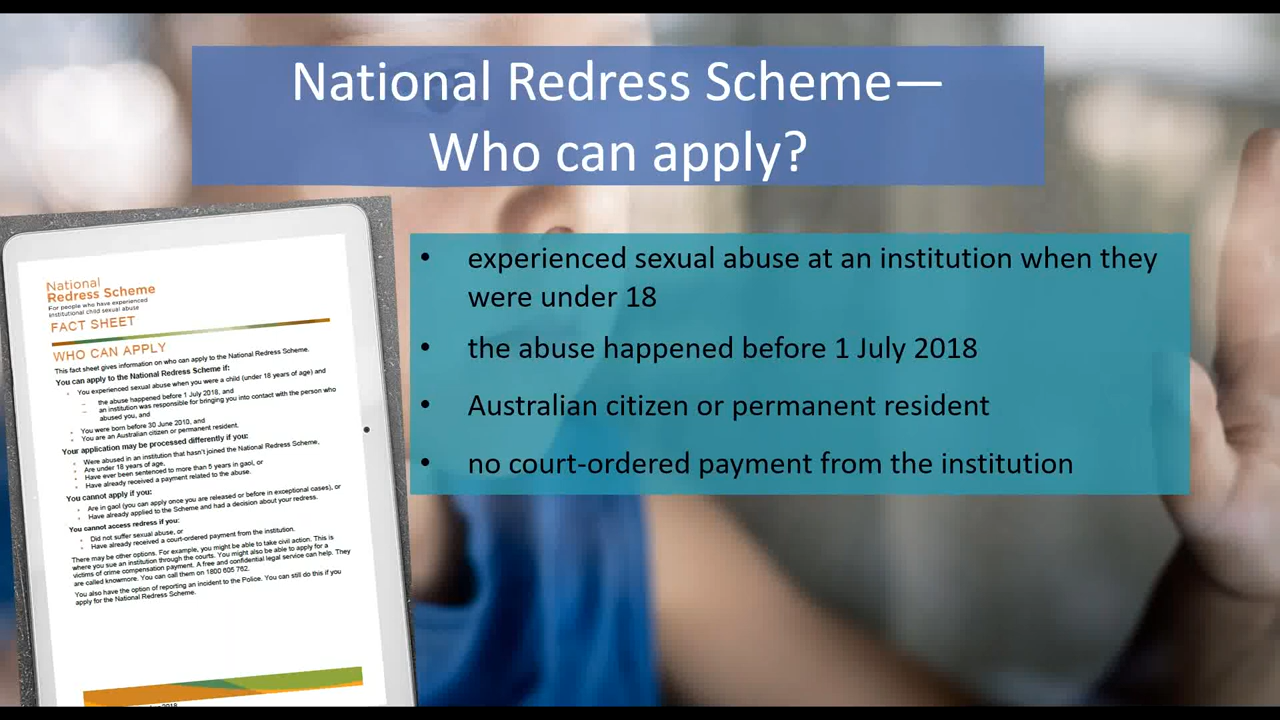 National Redress Scheme—
Who can apply?
• experienced sexual abuse at an institution when they
were under 18
• the abuse happened before 1 July 2018
• Australian citizen or permanent resident
• no court-ordered payment from the institution
National
Redress Scheme
For people who have experienced
institutional child sexual abuse
FACT SHEET
WHO CAN APPLY
This fact sheet gives information on who can apply to the National Redress Scheme.
You can apply to the National Redress Scheme if:
◦ You experienced sexual abuse when you were a child (under 18 years of age) and
– the abuse happened before 1 July 2018, and
– an institution was responsible for bringing you into contact with the person who
abused you, and
◦ You were born before 30 June 2010, and
◦ You are an Australian citizen or permanent resident.
Your application may be processed differently if you:
◦ Were abused in an institution that hasn't joined the National Redress Scheme,
◦ Are under 18 years of age,
◦ Have ever been sentenced to more than 5 years in gaol, or
◦ Have already received a payment related to the abuse.
You cannot apply if you:
◦ Are in gaol (you can apply once you are released or before in exceptional cases), or
◦ Have already applied to the Scheme and had a decision about your redress.
You cannot access redress if you:
◦ Did not suffer sexual abuse, or
◦ Have already received a court-ordered payment from the institution.
There may be other options. For example, you might be able to take civil action. This is
where you sue an institution through the courts. You might also be able to apply for a
victims of crime compensation payment. A free and confidential legal service can help. They
are called knowmore. You can call them on 1800 605 762.
You also have the option of reporting an incident to the Police. You can still do this if you
apply for the National Redress Scheme.
2018